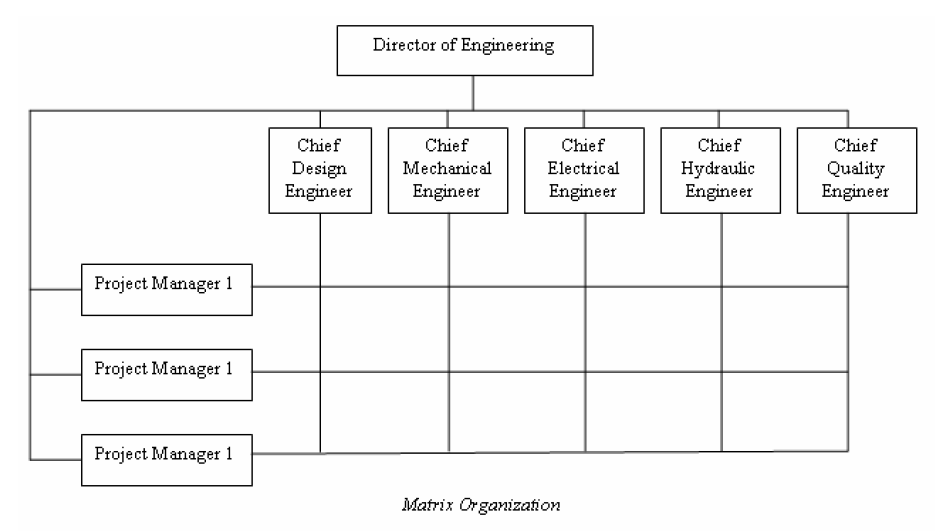 Director of Engineering
Chief
Design
Engineer
Chief
Mechanical
Engineer
Chief
Electrical
Engineer
Chief
Hydraulic
Engineer
Chief
Quality
Engineer
Project Manager 1
Project Manager 1
Project Manager 1
Matrix Organization